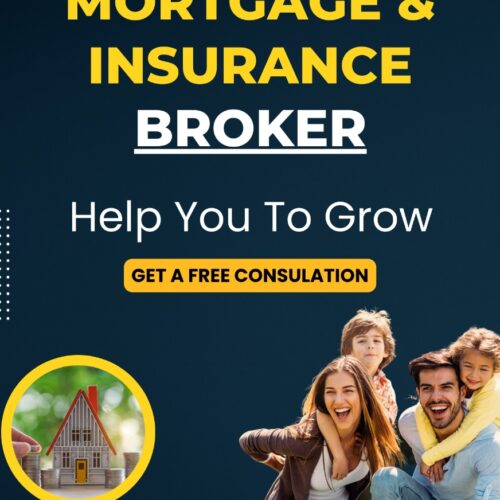 MORTGAGE &
INSURANCE
BROKER
Help You To Grow
GET A FREE CONSULATION